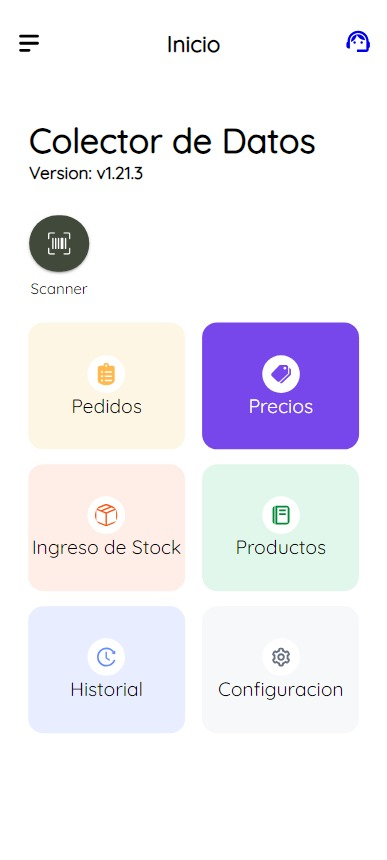 Inicio
Colector de Datos
Version: v1.21.3
Scanner
Pedidos
Precios
Ingreso de Stock
Productos
Historial
Configuracion